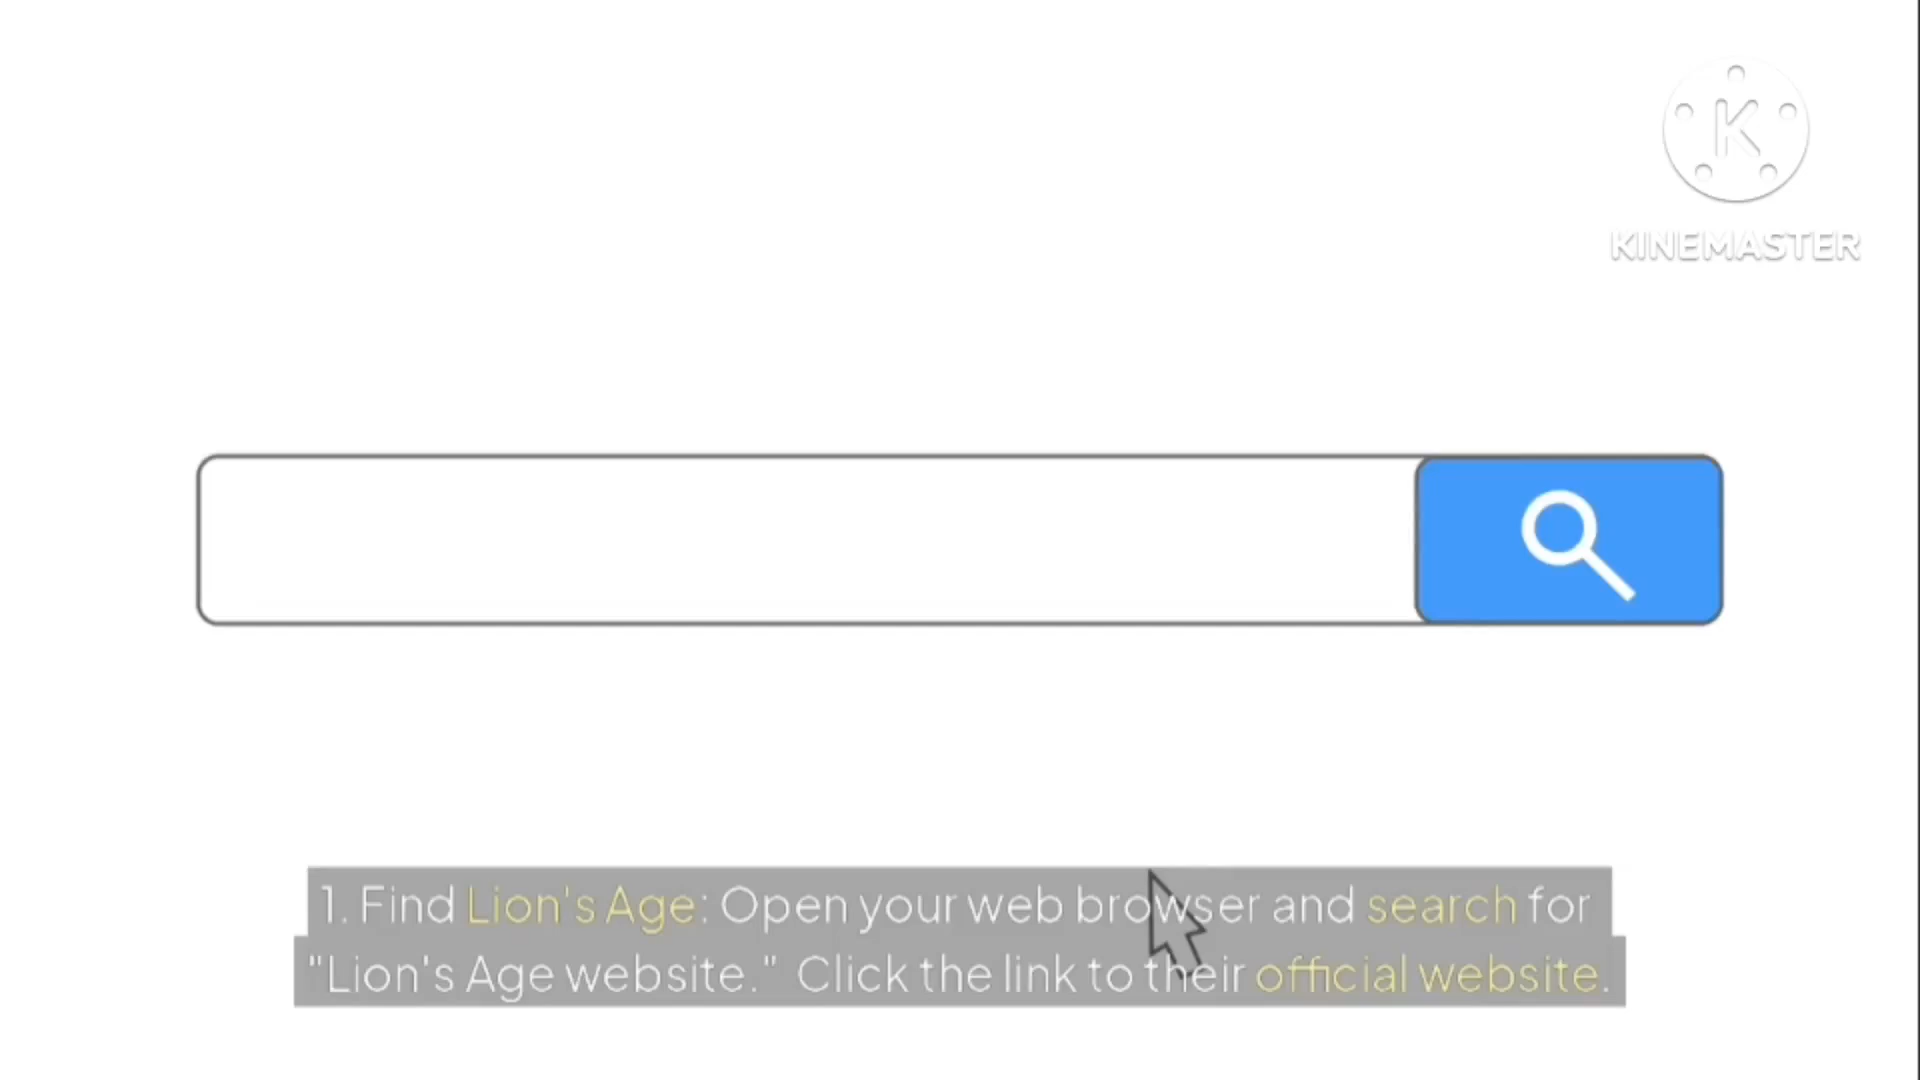 K
KINEMASTER
1. Find Lion's Age: Open your web browser and search for
"Lion's Age website." Click the link to their official website.